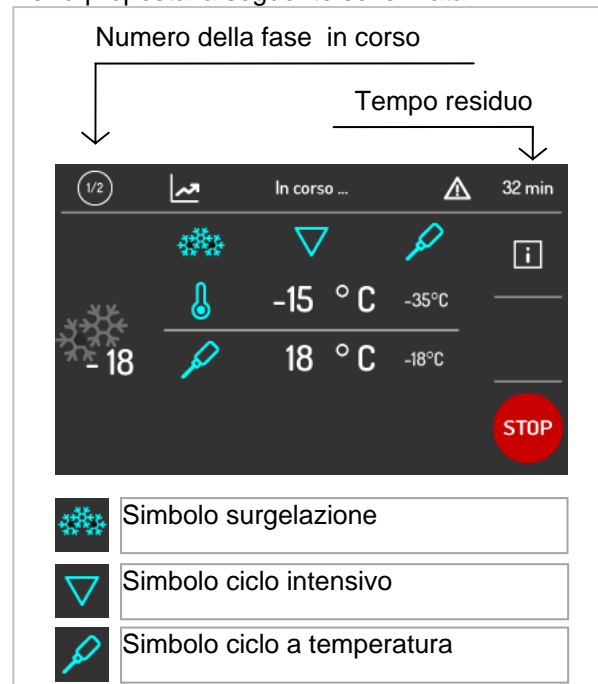 Numero della fase in corso
Tempo residuo
1/2
In corso ...
32 min
-15 °C
-35°C
-18
18 °C
-18°C
STOP
Simbolo surgelazione
Simbolo ciclo intensivo
Simbolo ciclo a temperatura